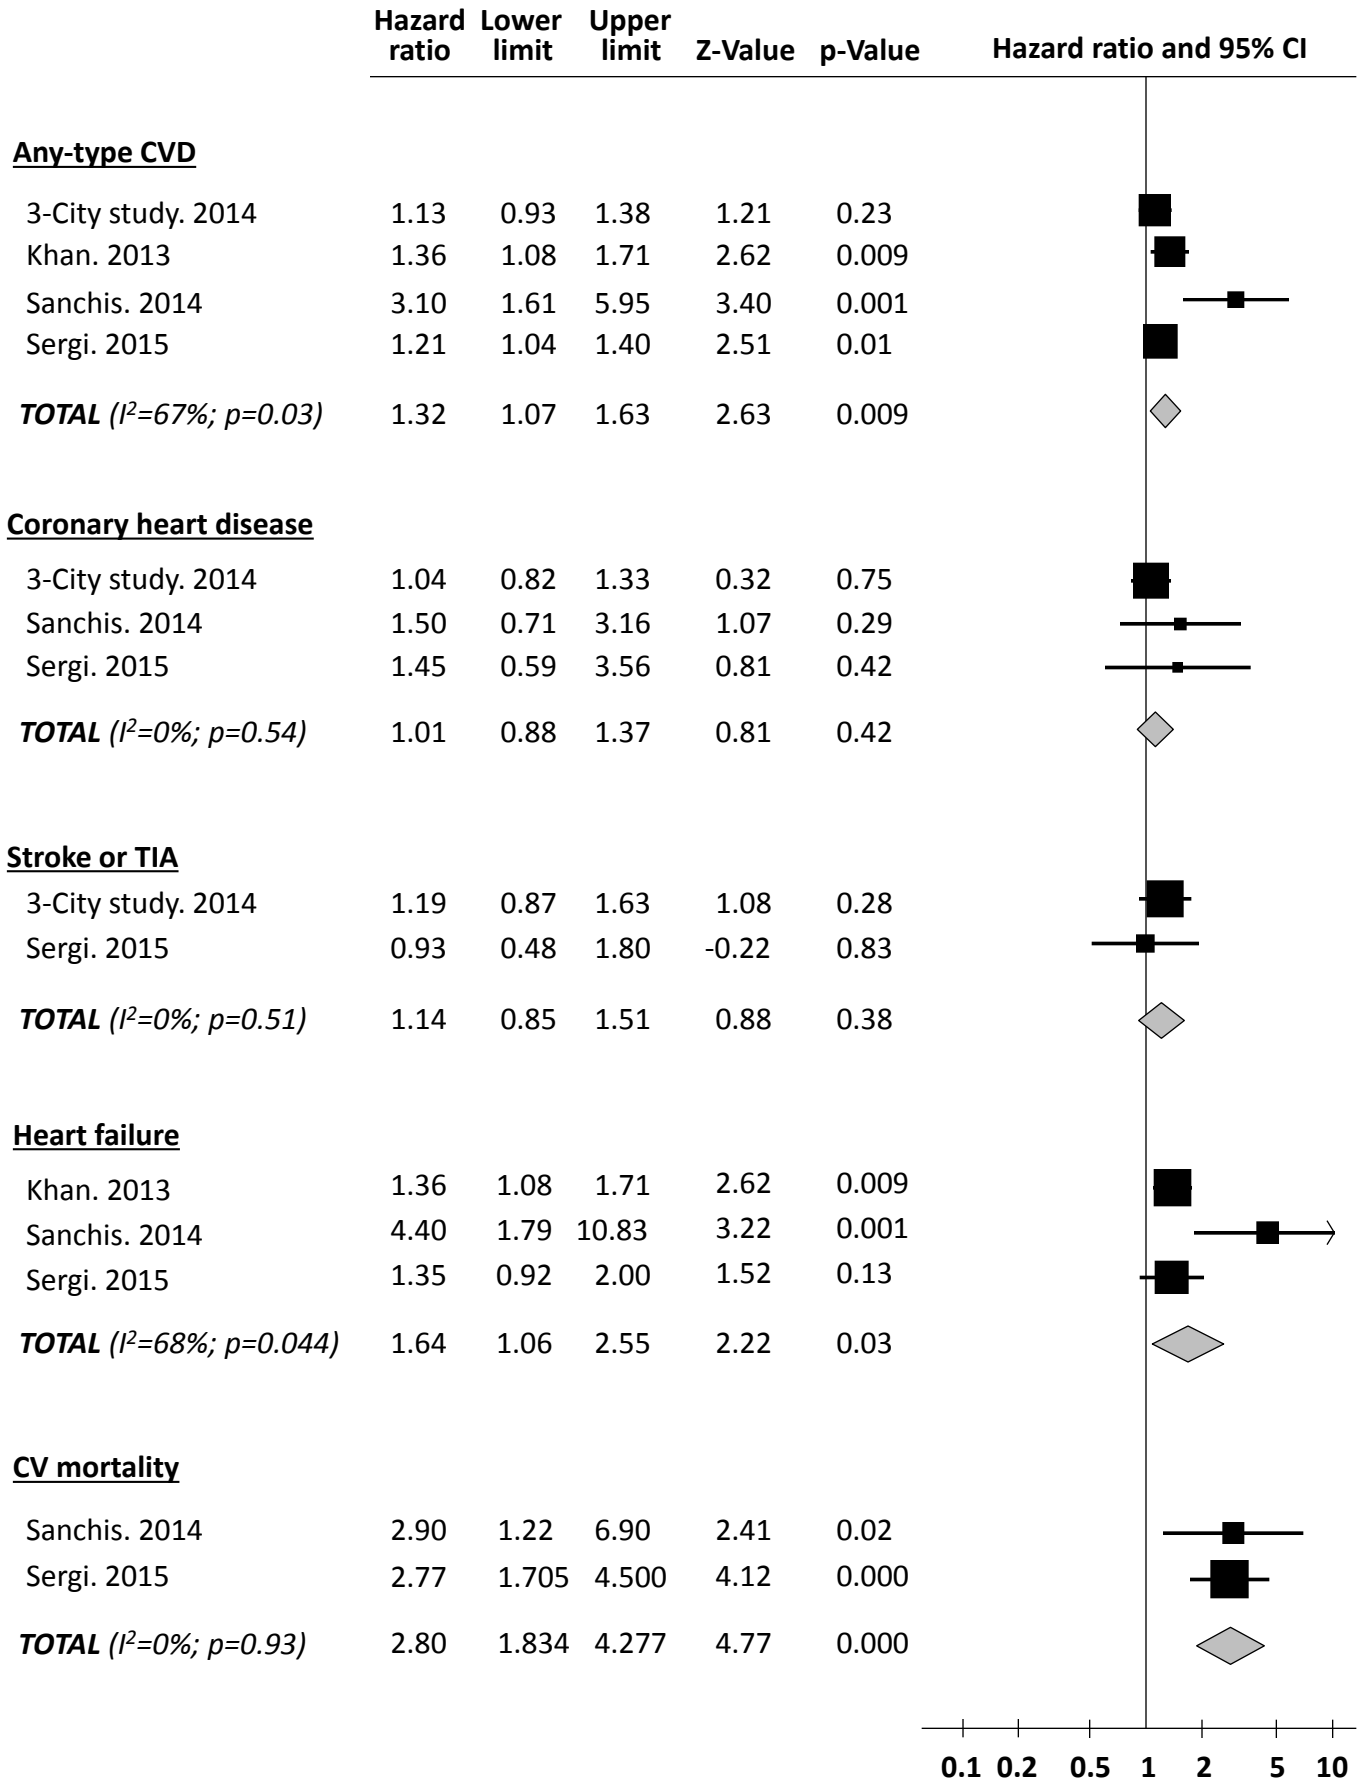 Hazard ratio Lower limit Upper limit Z-Value p-Value Hazard ratio and 95% CI
Any-type CVD
3-City study. 2014 1.13 0.93 1.38 1.21 0.23
Khan. 2013 1.36 1.08 1.71 2.62 0.009
Sanchis. 2014 3.10 1.61 5.95 3.40 0.001
Sergi. 2015 1.21 1.04 1.40 2.51 0.01
TOTAL (I²=67%; p=0.03) 1.32 1.07 1.63 2.63 0.009
Coronary heart disease
3-City study. 2014 1.04 0.82 1.33 0.32 0.75
Sanchis. 2014 1.50 0.71 3.16 1.07 0.29
Sergi. 2015 1.45 0.59 3.56 0.81 0.42
TOTAL (I²=0%; p=0.54) 1.01 0.88 1.37 0.81 0.42
Stroke or TIA
3-City study. 2014 1.19 0.87 1.63 1.08 0.28
Sergi. 2015 0.93 0.48 1.80 -0.22 0.83
TOTAL (I²=0%; p=0.51) 1.14 0.85 1.51 0.88 0.38
Heart failure
Khan. 2013 1.36 1.08 1.71 2.62 0.009
Sanchis. 2014 4.40 1.79 10.83 3.22 0.001
Sergi. 2015 1.35 0.92 2.00 1.52 0.13
TOTAL (I²=68%; p=0.044) 1.64 1.06 2.55 2.22 0.03
CV mortality
Sanchis. 2014 2.90 1.22 6.90 2.41 0.02
Sergi. 2015 2.77 1.705 4.500 4.12 0.000
TOTAL (I²=0%; p=0.93) 2.80 1.834 4.277 4.77 0.000
0.1 0.2 0.5 1 2 5 10